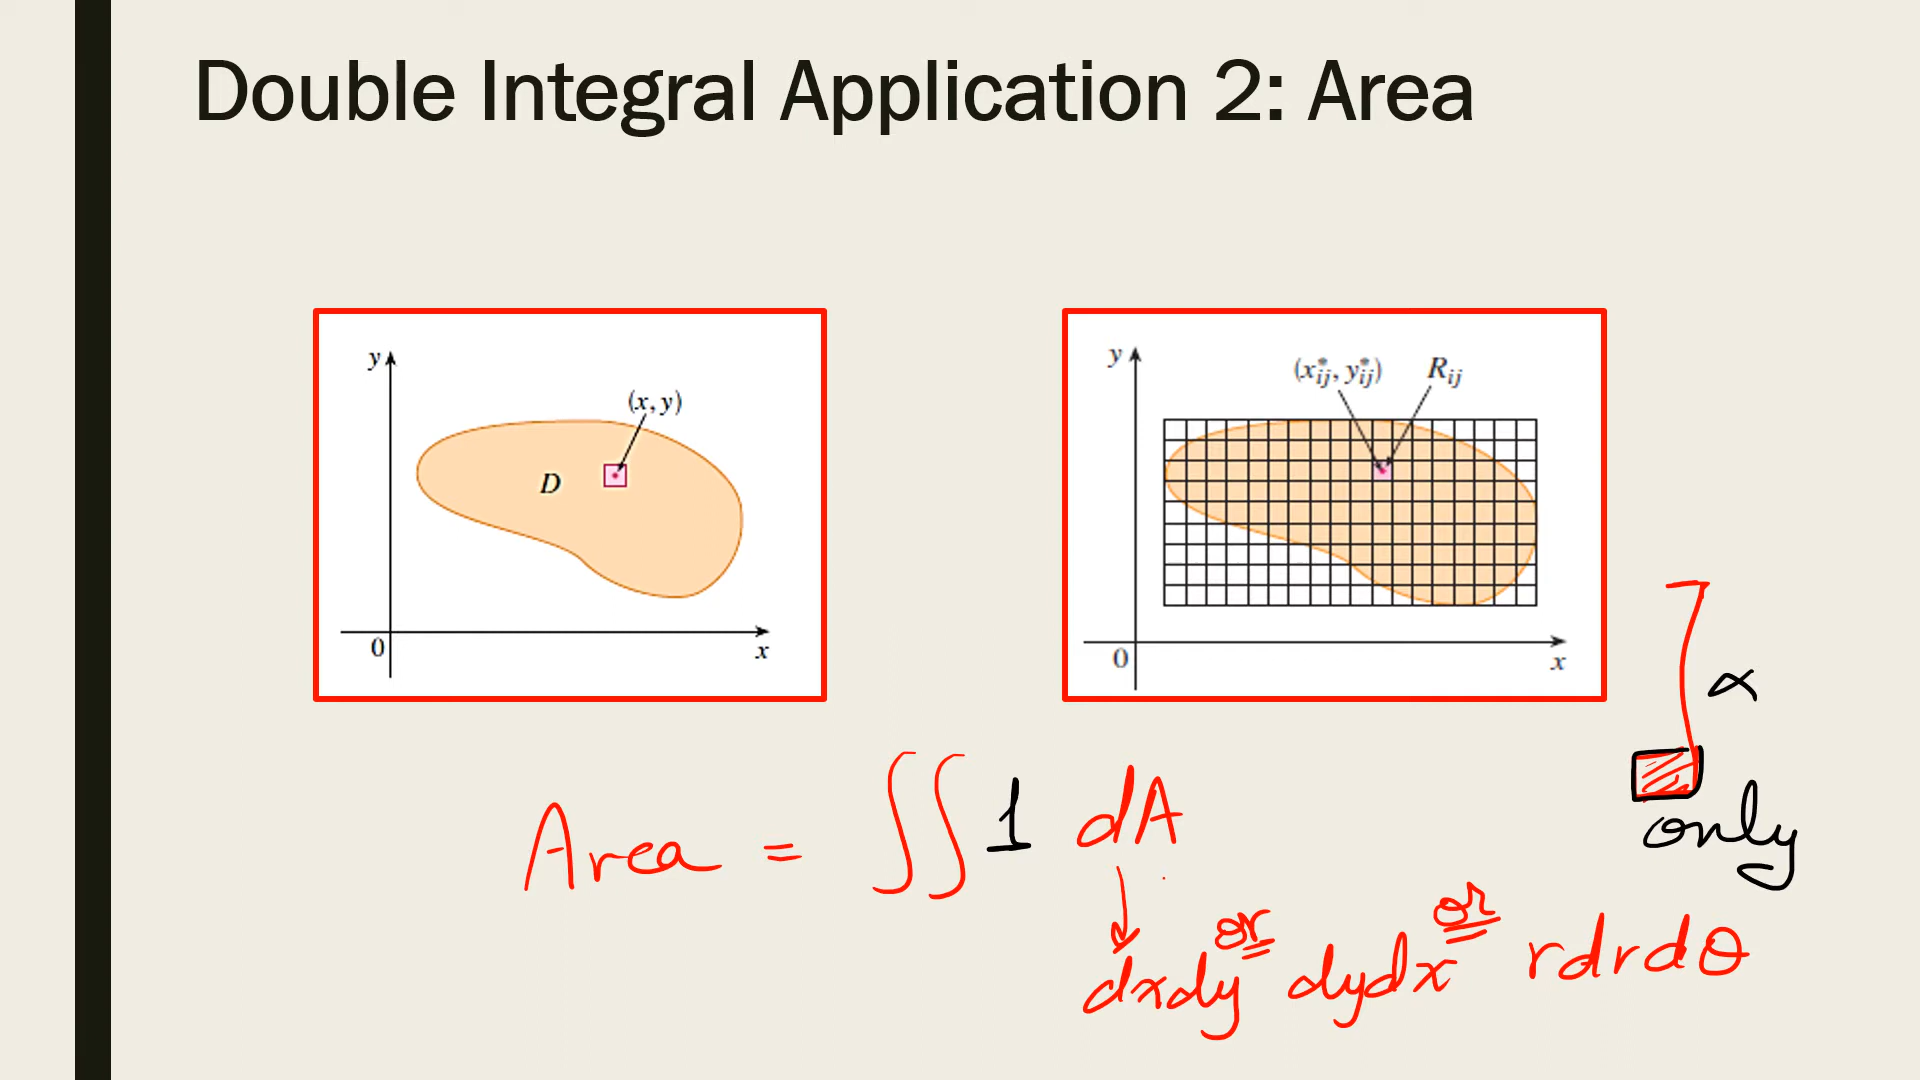 Double Integral Application 2: Area
y
(x, y)
D
0
x
y
(x*ij, y*ij) Rij
0
x
∝
only
Area = ∬ 1 dA
dxdy or dydx or rdrdθ